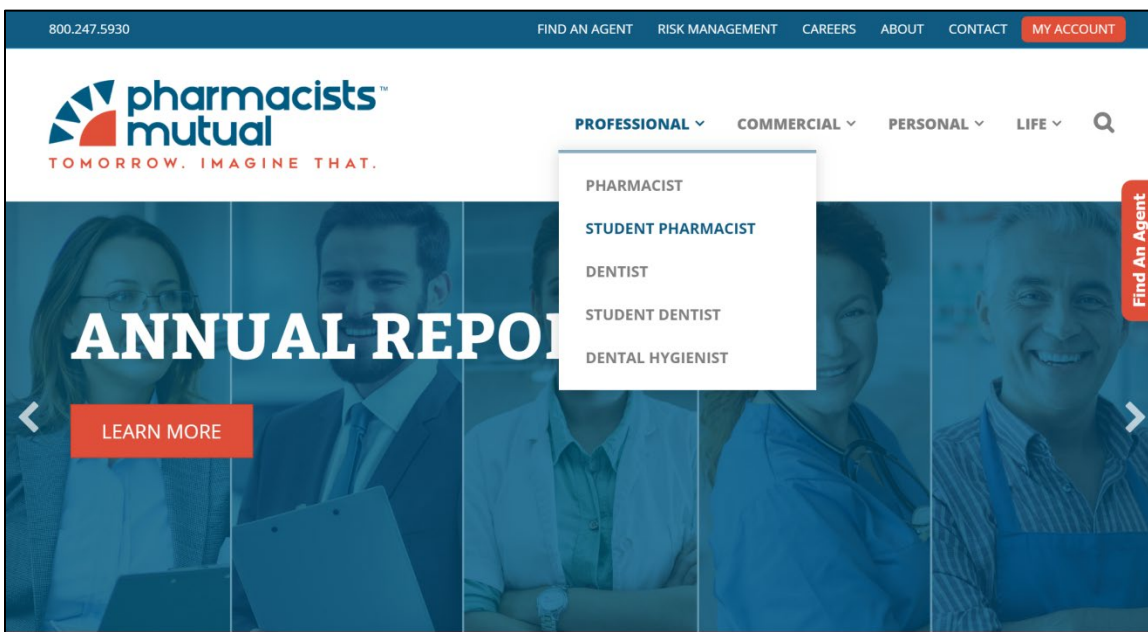 800.247.5930
FIND AN AGENT RISK MANAGEMENT CAREERS ABOUT CONTACT MY ACCOUNT
pharmacists™
mutual
TOMORROW. IMAGINE THAT.
PROFESSIONAL COMMERCIAL PERSONAL LIFE
PHARMACIST
STUDENT PHARMACIST
DENTIST
STUDENT DENTIST
DENTAL HYGIENIST
Find An Agent
ANNUAL REPO
LEARN MORE